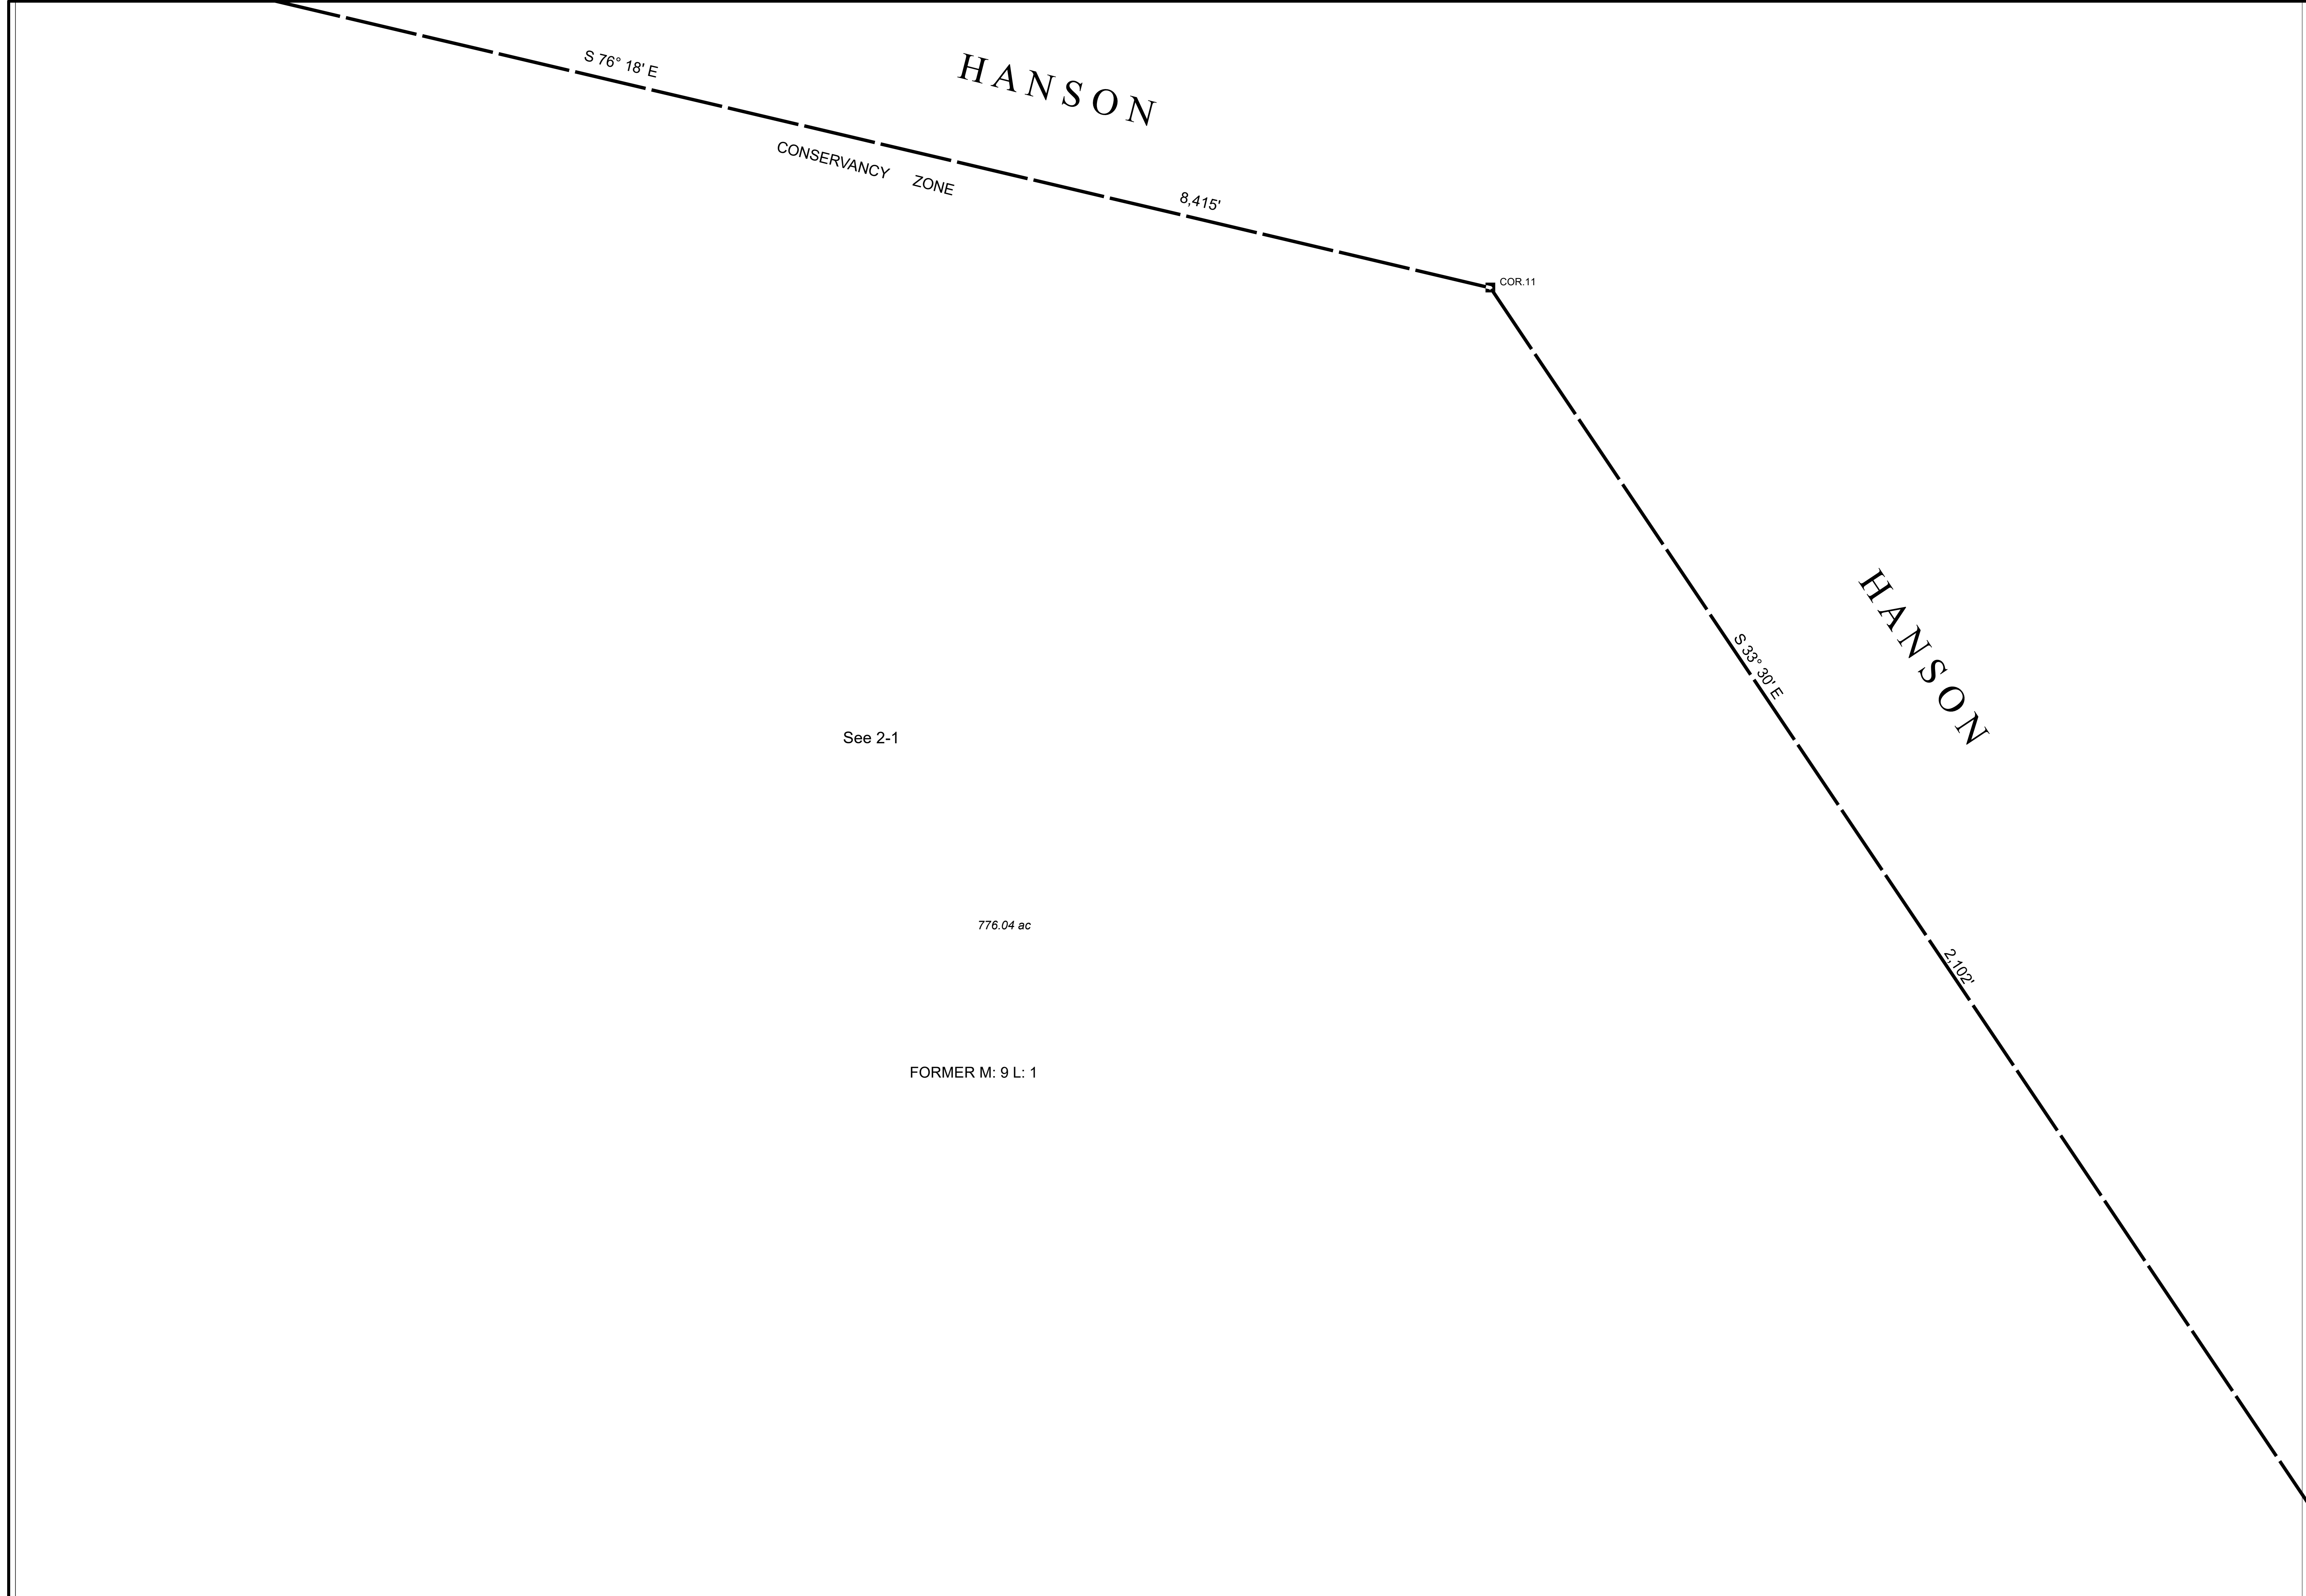 S 76° 18' E
HANSON
CONSERVANCY ZONE
8,415'
COR.11
HANSON
S 33° 30' E
See 2-1
776.04 ac
2,102'
FORMER M: 9 L: 1